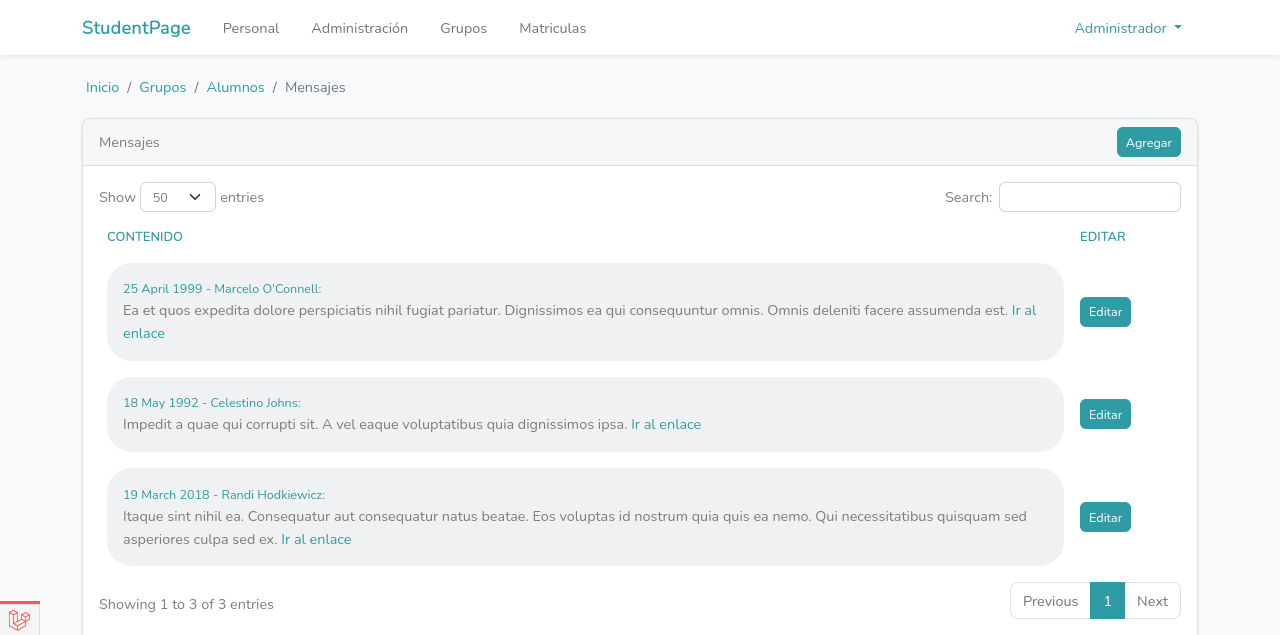 StudentPage Personal Administración Grupos Matriculas Administrador
Inicio / Grupos / Alumnos / Mensajes
Mensajes Agregar
Show 50 entries Search:
CONTENIDO EDITAR
25 April 1999 - Marcelo O'Connell:
Ea et quos expedita dolore perspiciatis nihil fugiat pariatur. Dignissimos ea qui consequuntur omnis. Omnis deleniti facere assumenda est. Ir al
enlace
Editar
18 May 1992 - Celestino Johns:
Impedit a quae qui corrupti sit. A vel eaque voluptatibus quia dignissimos ipsa. Ir al enlace
Editar
19 March 2018 - Randi Hodkiewicz:
Itaque sint nihil ea. Consequatur aut consequatur natus beatae. Eos voluptas id nostrum quia quis ea nemo. Qui necessitatibus quisquam sed
asperiores culpa sed ex. Ir al enlace
Editar
Showing 1 to 3 of 3 entries Previous 1 Next